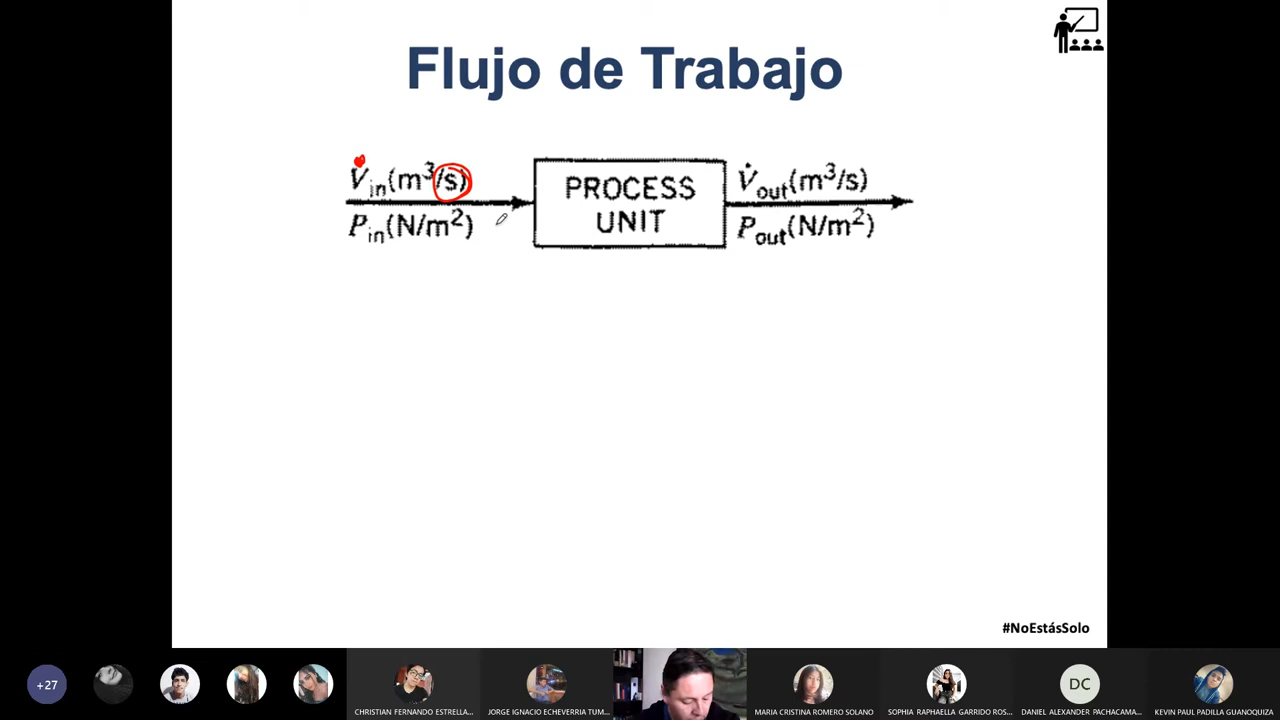 Flujo de Trabajo
V̇in(m³/s)
Pin(N/m²)
PROCESS
UNIT
V̇out(m³/s)
Pout(N/m²)
#NoEstásSolo
+27
CHRISTIAN FERNANDO ESTRELLA...
JORGE IGNACIO ECHEVERRIA TUM...
MARIA CRISTINA ROMERO SOLANO
SOPHIA RAPHAELLA GARRIDO ROS...
DC
DANIEL ALEXANDER PACHACAMA...
KEVIN PAUL PADILLA GUANOQUIZA